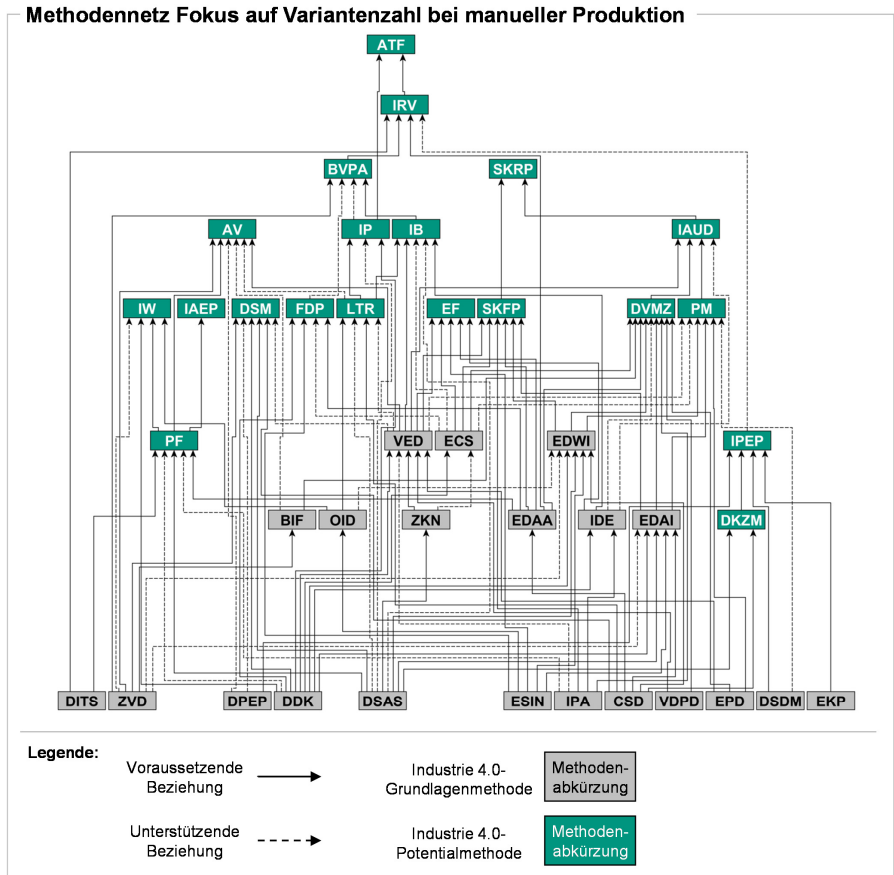 Methodennetz Fokus auf Variantenzahl bei manueller Produktion
ATF
IRV
BVPA SKRP
AV IP IB IAUD
IW IAEP DSM FDP LTR EF SKFP DVMZ PM
PF VED ECS EDWI IPEP
BIF OID ZKN EDAA IDE EDAI DKZM
DITS ZVD DPEP DDK DSAS ESIN IPA CSD VDPD EPD DSDM EKP
Legende:
Voraussetzende
Beziehung
Industrie 4.0-
Grundlagenmethode
Methoden-
abkürzung
Unterstützende
Beziehung
Industrie 4.0-
Potentialmethode
Methoden-
abkürzung